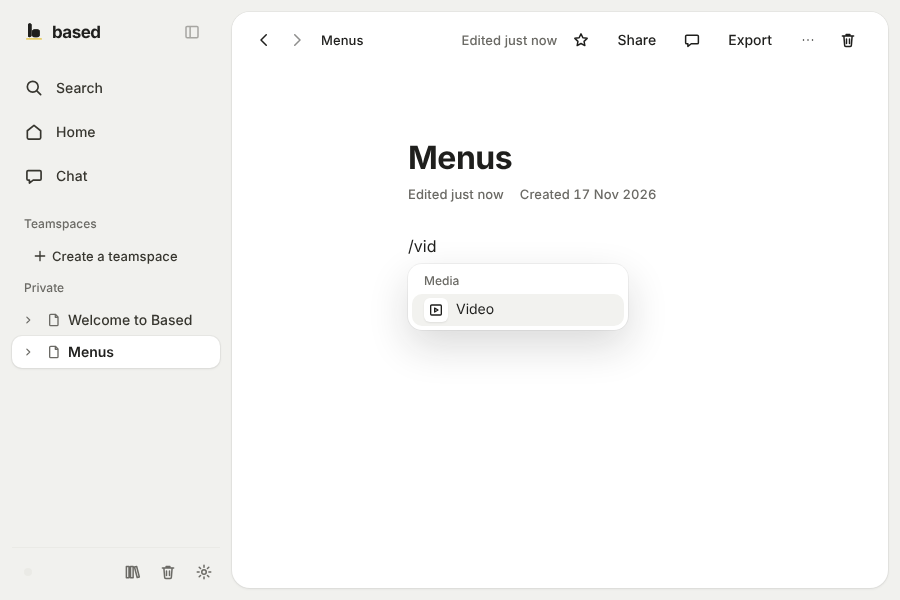 based
Search
Home
Chat
Teamspaces
Create a teamspace
Private
Welcome to Based
Menus
Menus
Edited just now
Share
Export
Menus
Edited just now Created 17 Nov 2026
/vid
Media
Video